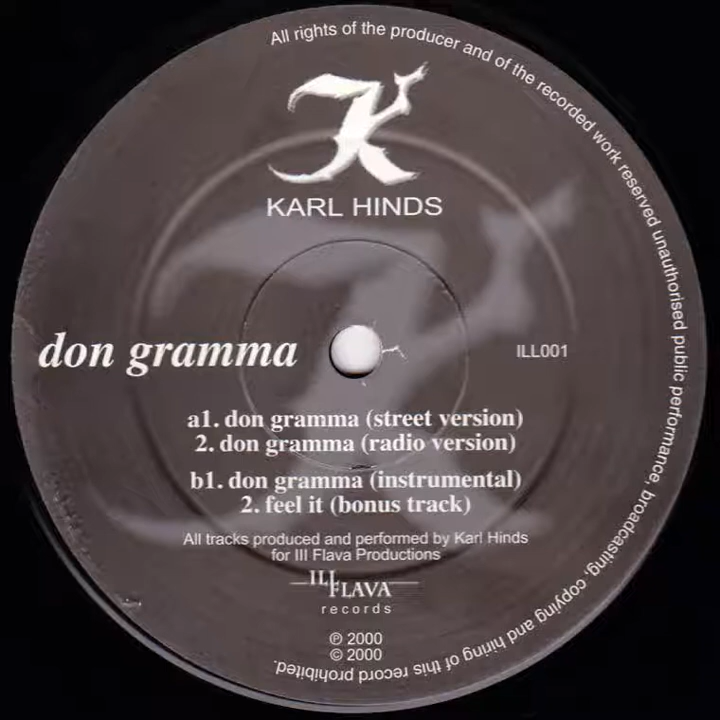 All rights of the producer and of the recorded work reserved unauthorised public performance, broadcasting, copying and hiring of this record prohibited.
K
KARL HINDS
don gramma
ILL001
a1. don gramma (street version)
2. don gramma (radio version)
b1. don gramma (instrumental)
2. feel it (bonus track)
All tracks produced and performed by Karl Hinds
for Ill Flava Productions
ILL FLAVA
records
℗ 2000
© 2000